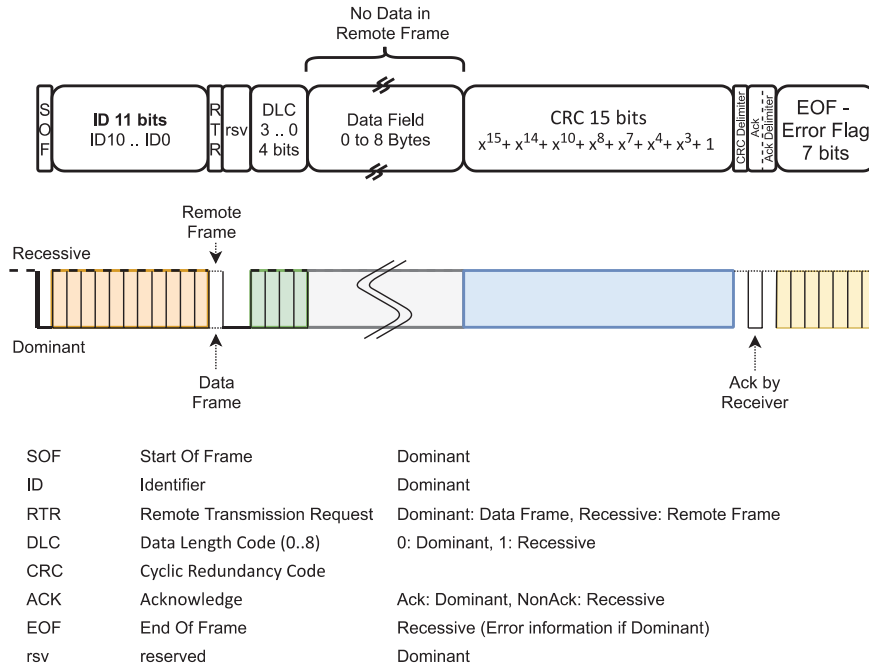 No Data in
Remote Frame
SOF
ID 11 bits
ID10 .. ID0
RTR
rsv
DLC
3 .. 0
4 bits
Data Field
0 to 8 Bytes
CRC 15 bits
x¹⁵+ x¹⁴+ x¹⁰+ x⁸+ x⁷+ x⁴+ x³+ 1
CRC Delimiter
Ack
Ack Delimiter
EOF -
Error Flag
7 bits
Remote
Frame
Recessive
Dominant
Data
Frame
Ack by
Receiver
SOF Start Of Frame Dominant
ID Identifier Dominant
RTR Remote Transmission Request Dominant: Data Frame, Recessive: Remote Frame
DLC Data Length Code (0..8) 0: Dominant, 1: Recessive
CRC Cyclic Redundancy Code
ACK Acknowledge Ack: Dominant, NonAck: Recessive
EOF End Of Frame Recessive (Error information if Dominant)
rsv reserved Dominant